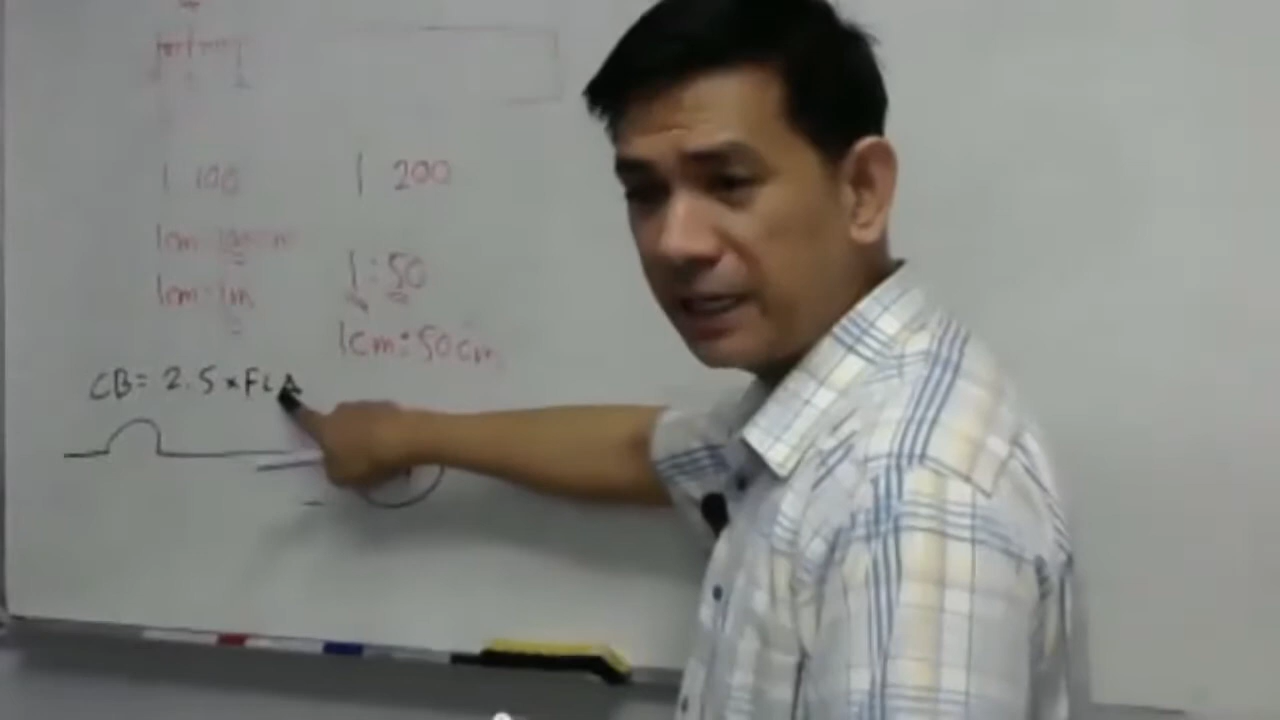 1 100
1 200
1cm=100cm
1 : 50
1cm=1m
1cm=50cm
CB= 2.5×FLA